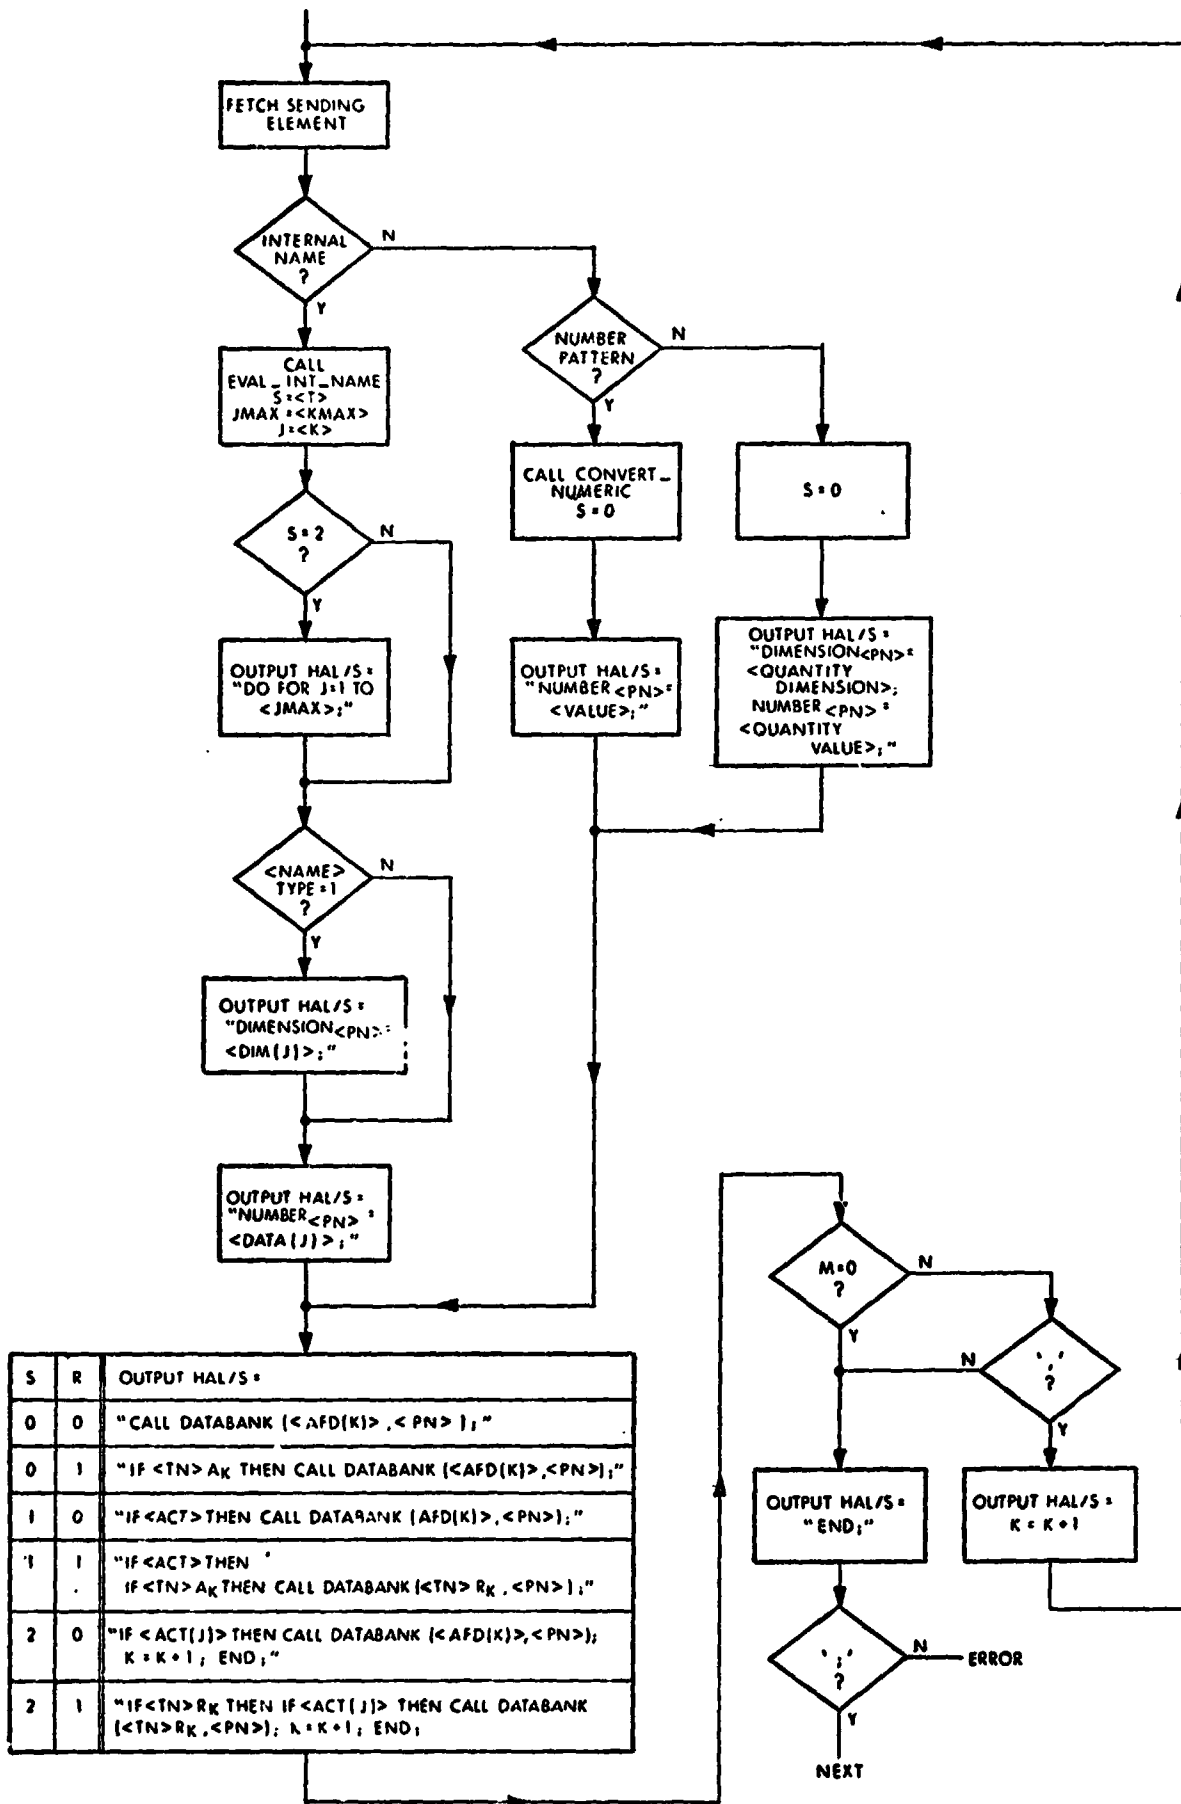 FETCH SENDING
ELEMENT
INTERNAL
NAME
?
N
Y
CALL
EVAL_INT_NAME
S=<T>
JMAX=<KMAX>
J=<K>
S=2
?
N
Y
OUTPUT HAL/S=
"DO FOR J=1 TO
<JMAX>;"
<NAME>
TYPE=1
?
N
Y
OUTPUT HAL/S=
"DIMENSION<PN>=
<DIM(J)>;"
OUTPUT HAL/S=
"NUMBER<PN>=
<DATA(J)>;"
NUMBER
PATTERN
?
N
Y
CALL CONVERT_
NUMERIC
S=0
OUTPUT HAL/S=
"NUMBER<PN>=
<VALUE>;"
S=0
OUTPUT HAL/S=
"DIMENSION<PN>=
<QUANTITY
DIMENSION>;
NUMBER<PN>=
<QUANTITY
VALUE>;"
S R OUTPUT HAL/S=
0 0 "CALL DATABANK (<AFD(K)>,<PN>);"
0 1 "IF <TN>AK THEN CALL DATABANK (<AFD(K)>,<PN>);"
1 0 "IF <ACT> THEN CALL DATABANK (AFD(K)>,<PN>);"
1 1 "IF <ACT> THEN
IF <TN>AK THEN CALL DATABANK (<TN>RK,<PN>);"
2 0 "IF <ACT(J)> THEN CALL DATABANK (<AFD(K)>,<PN>);
K=K+1; END;"
2 1 "IF <TN>RK THEN IF <ACT(J)> THEN CALL DATABANK
(<TN>RK,<PN>); K=K+1; END;
M=0
?
N
Y
','
?
N
Y
OUTPUT HAL/S=
"END;"
OUTPUT HAL/S=
K=K+1
';'
?
N
ERROR
Y
NEXT